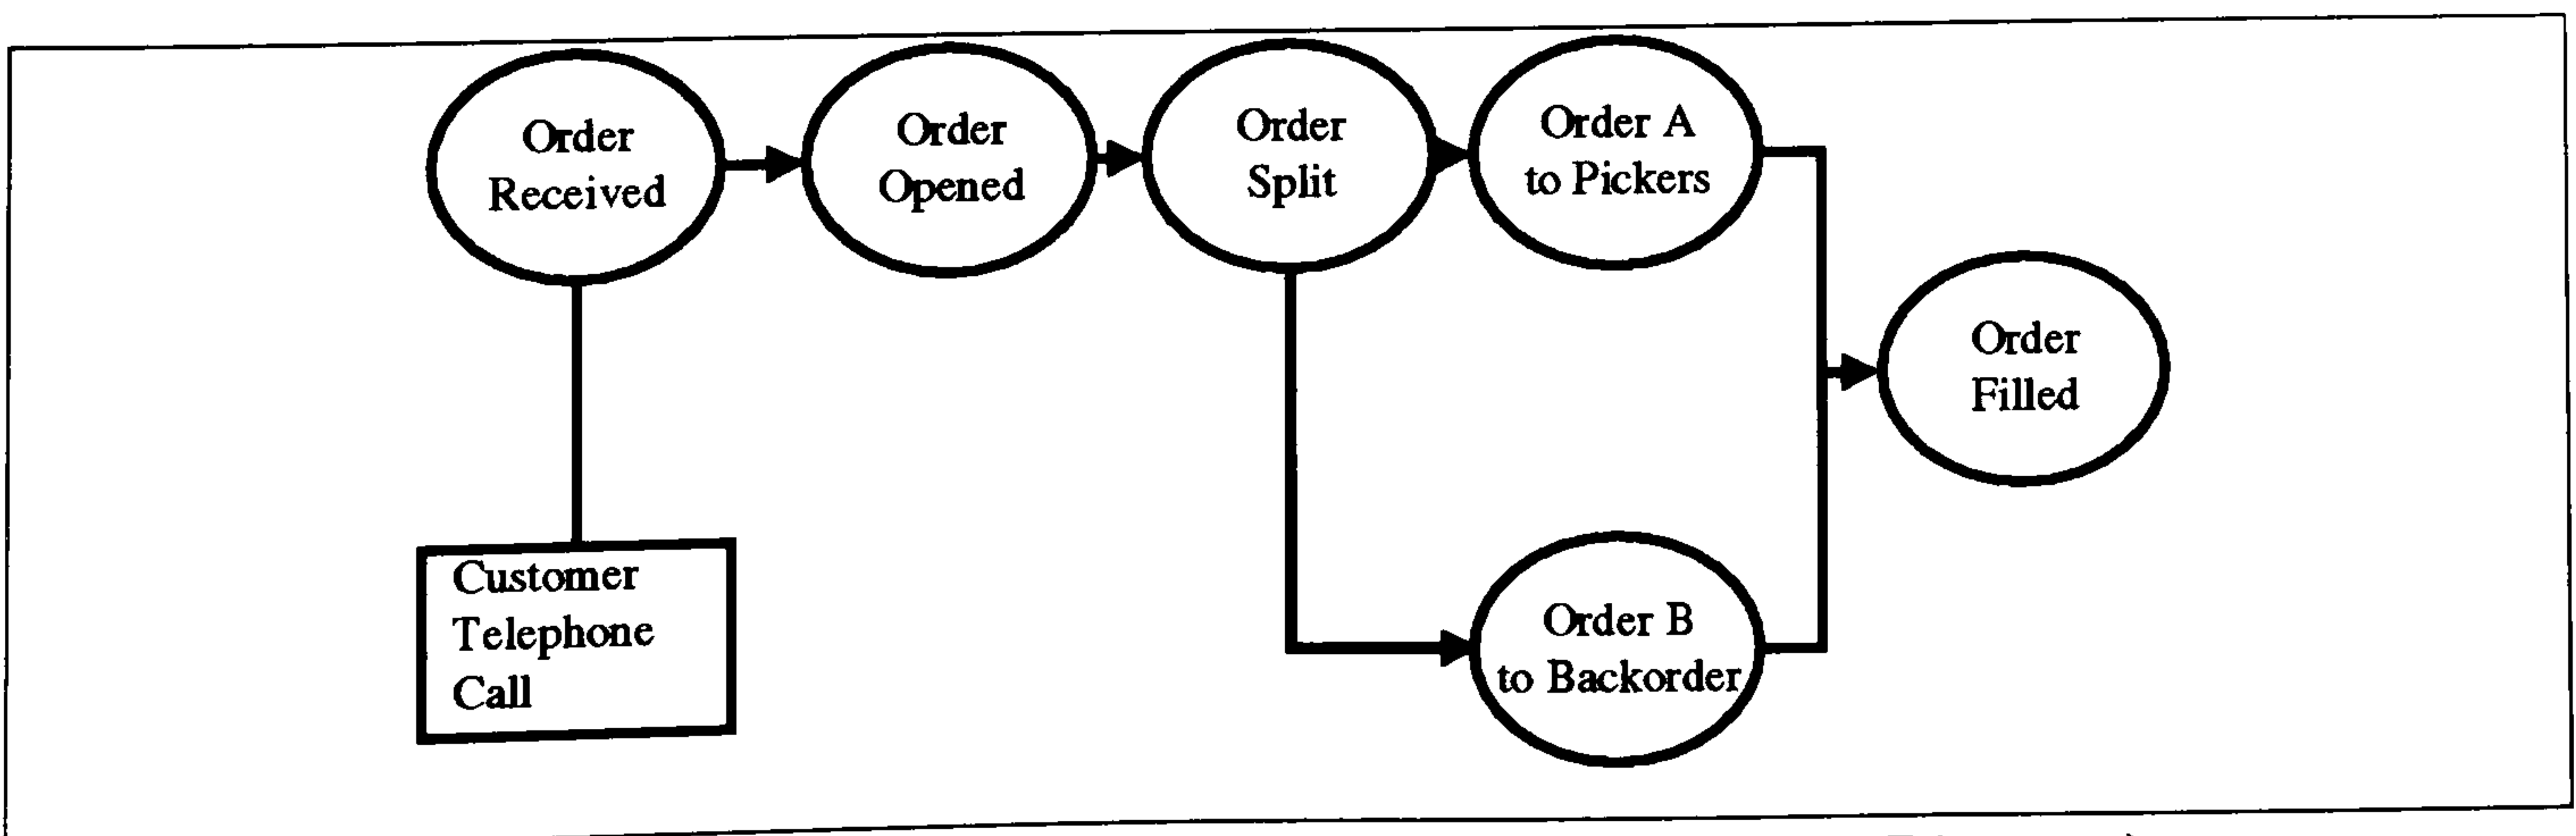 Order
Received
Order
Opened
Order
Split
Order A
to Pickers
Order
Filled
Customer
Telephone
Call
Order B
to Backorder